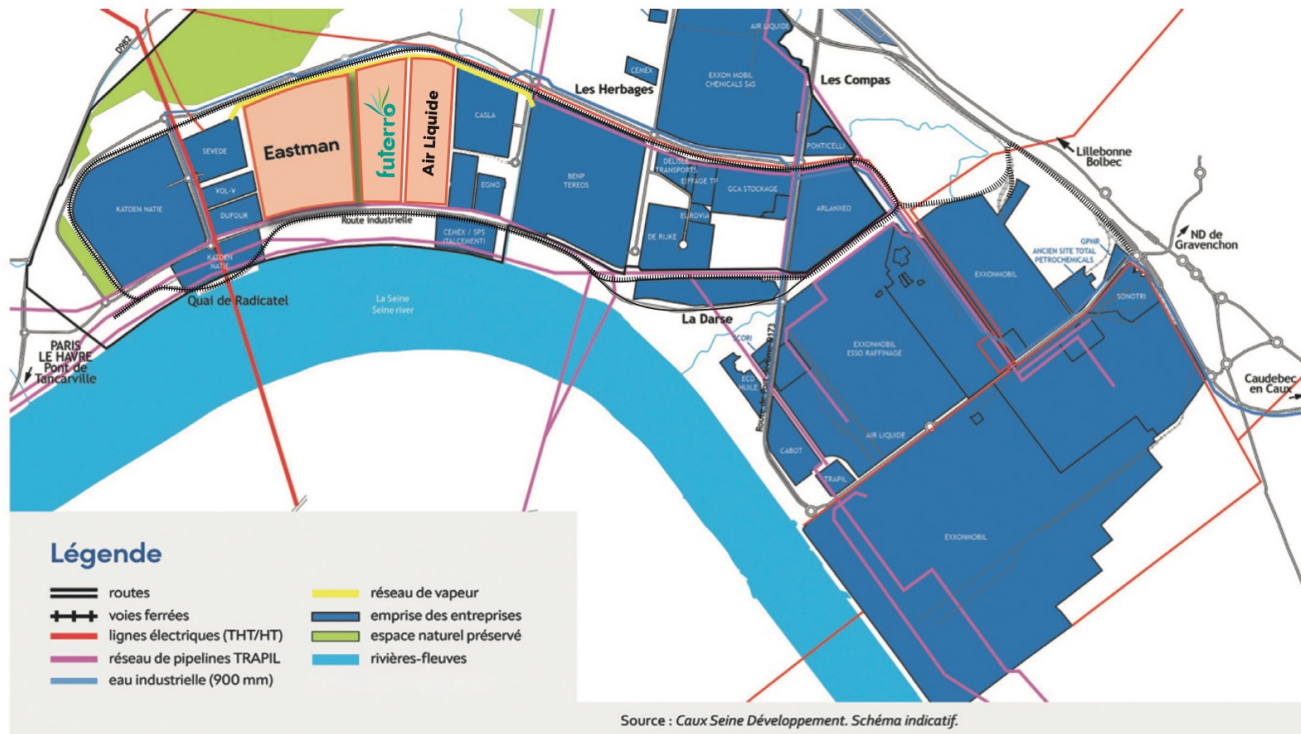 D982
AIR LIQUIDE
CEMEX
EXXON MOBIL
CHEMICALS SAS
Les Herbages
Les Compas
Lillebonne
Bolbec
ND de
Gravenchon
Caudebec
en Caux
SEVEDE
VOL-V
DUFOUR
KATOEN NATIE
KATOEN
NATIE
Eastman
futerro
Air Liquide
CASLA
EGNO
CEMEX / SPS
ITALCEMENTI
Route industrielle
Quai de Radicatel
BENP
TEREOS
DELISLE
TRANSPORTS
EIFFAGE TP
EUROVIA
GCA STOCKAGE
DE RIJKE
PONTICELLI
ARLANXEO
GPMR
ANCIEN SITE TOTAL
PETROCHEMICALS
EXXONMOBIL
SONOTRI
La Seine
Seine river
La Darse
SCORI
ECO
HUILE
EXXONMOBIL
ESSO RAFFINAGE
AIR LIQUIDE
CABOT
TRAPIL
EXXONMOBIL
PARIS
LE HAVRE
Pont de
Tancarville
Légende
routes
voies ferrées
lignes électriques (THT/HT)
réseau de pipelines TRAPIL
eau industrielle (900 mm)
réseau de vapeur
emprise des entreprises
espace naturel préservé
rivières-fleuves
Source : Caux Seine Développement. Schéma indicatif.